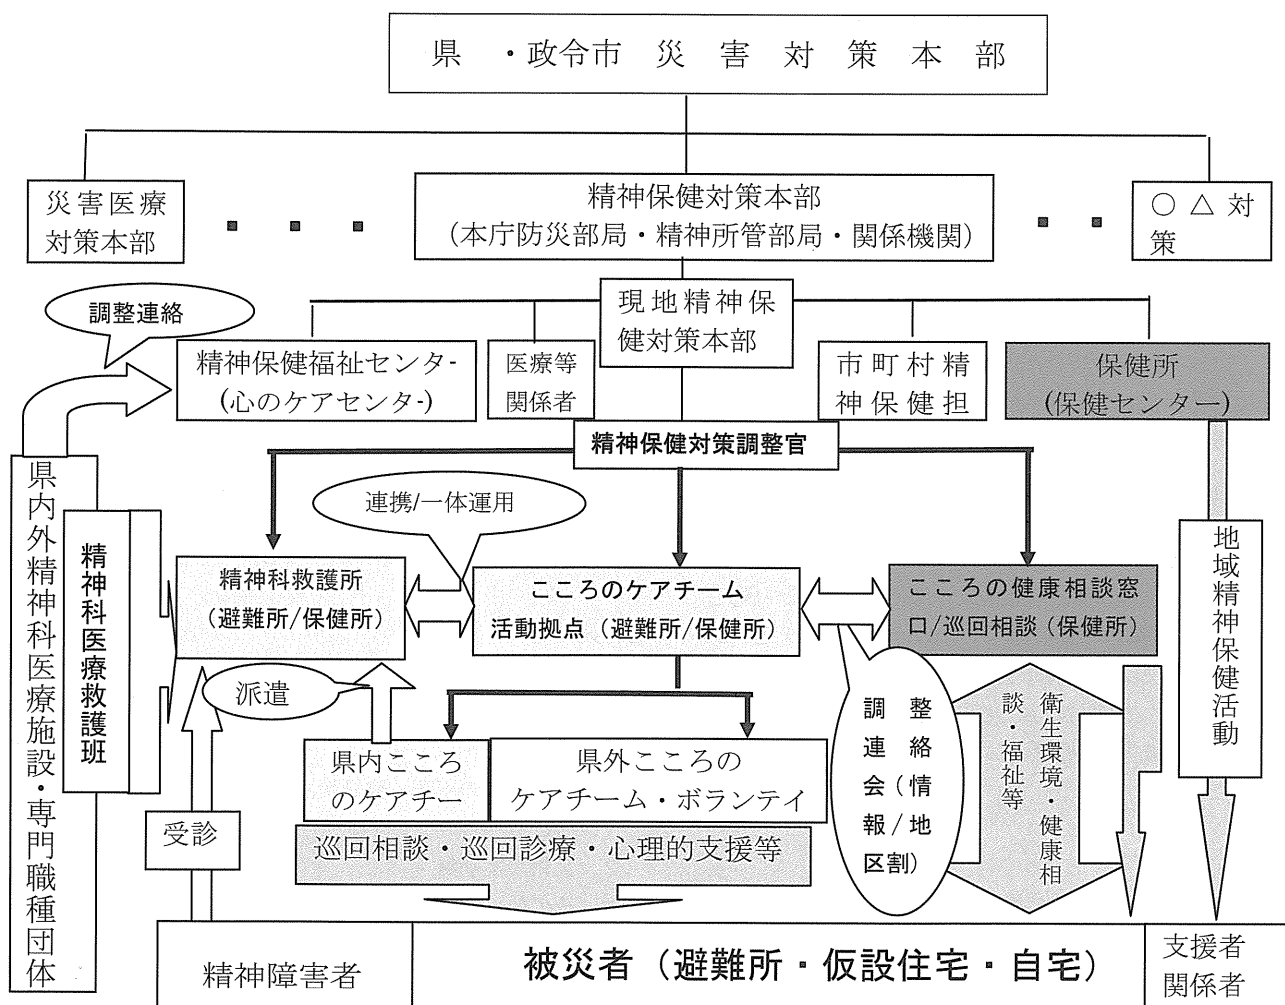 県・政令市災害対策本部
災害医療
対策本部
精神保健対策本部
(本庁防災部局・精神所管部局・関係機関)
○△対
策
調整連絡
現地精神保
健対策本部
精神保健福祉センター
(心のケアセンター)
医療等
関係者
市町村精
神保健担
保健所
(保健センター)
精神保健対策調整官
連携/一体運用
県内外精神科医療施設・専門職種団体
精神科医療救護班
精神科救護所
(避難所/保健所)
こころのケアチーム
活動拠点(避難所/保健所)
こころの健康相談窓
口/巡回相談(保健所)
地域精神保健活動
派遣
調整
連絡
会(情
報/地
区割)
衛生環境・健康相
談・福祉等
県内こころ
のケアチー
県外こころの
ケアチーム・ボランテイ
受診
巡回相談・巡回診療・心理的支援等
精神障害者
被災者(避難所・仮設住宅・自宅)
支援者
関係者